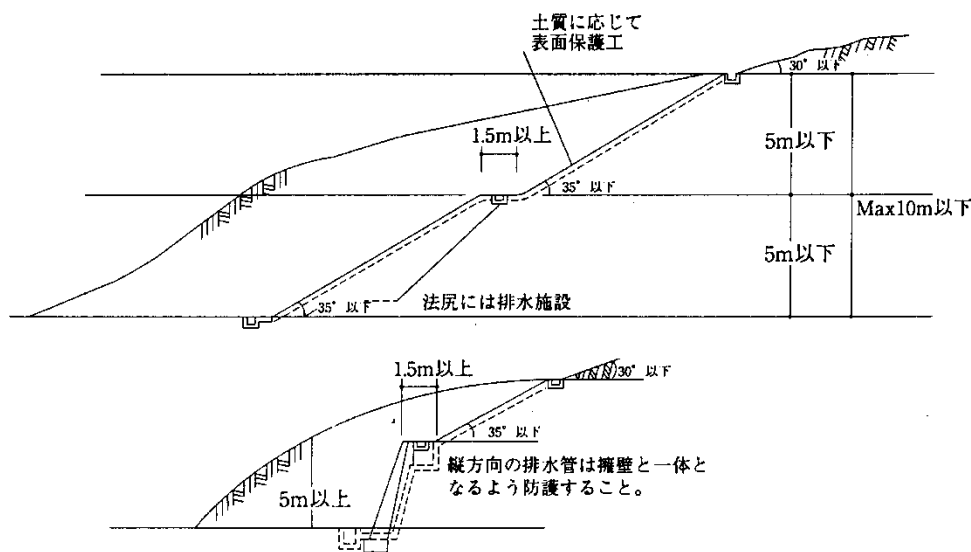 土質に応じて
表面保護工
30° 以下
1.5m以上
5m以下
35° 以下
Max10m以下
5m以下
35° 以下
法尻には排水施設
1.5m以上
30° 以下
35° 以下
縦方向の排水管は擁壁と一体と
なるよう防護すること。
5m以上